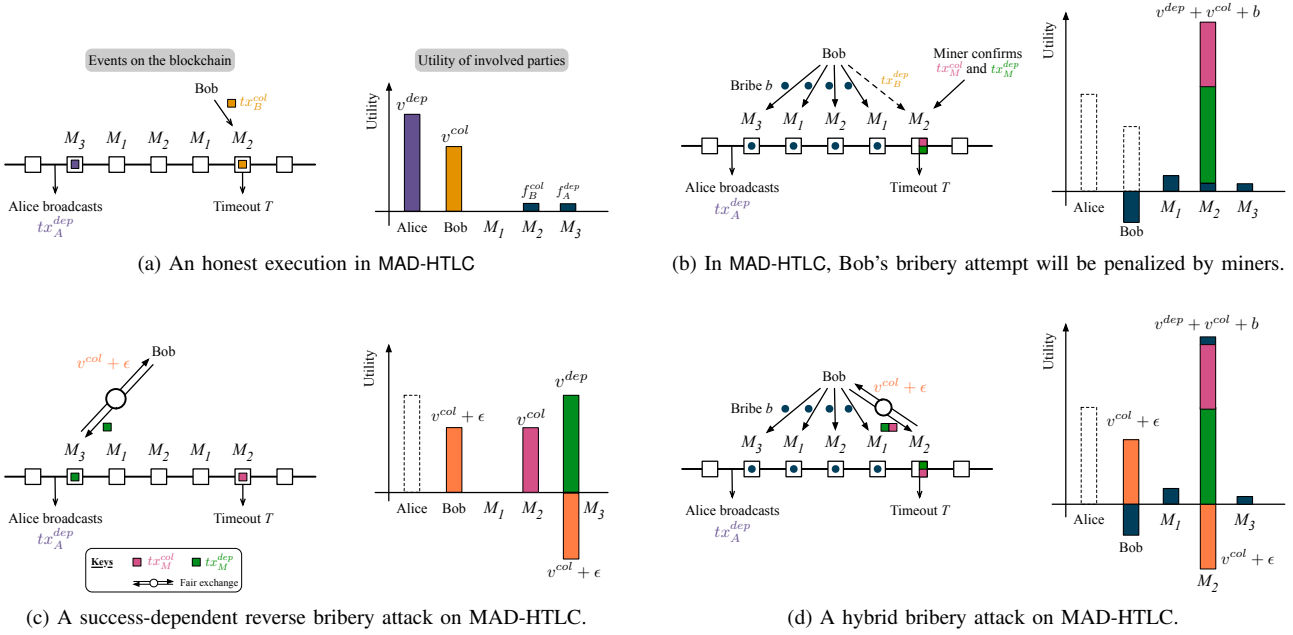 Events on the blockchain
Bob
tx_B^{col}
M_3 M_1 M_2 M_1 M_2
Alice broadcasts
tx_A^{dep}
Timeout T
Utility of involved parties
Utility
v^{dep}
v^{col}
f_B^{col} f_A^{dep}
Alice Bob M_1 M_2 M_3
(a) An honest execution in MAD-HTLC
Bob
Bribe b
tx_B^{dep}
Miner confirms
tx_M^{col} and tx_M^{dep}
M_3 M_1 M_2 M_1 M_2
Alice broadcasts
tx_A^{dep}
Timeout T
Utility
v^{dep} + v^{col} + b
Alice
Bob
M_1 M_2 M_3
(b) In MAD-HTLC, Bob's bribery attempt will be penalized by miners.
Bob
v^{col} + ϵ
M_3 M_1 M_2 M_1 M_2
Alice broadcasts
tx_A^{dep}
Timeout T
Keys tx_M^{col} tx_M^{dep}
Fair exchange
Utility
v^{dep}
v^{col} + ϵ
v^{col}
Alice Bob M_1 M_2 M_3
v^{col} + ϵ
(c) A success-dependent reverse bribery attack on MAD-HTLC.
Bob
v^{col} + ϵ
Bribe b
M_3 M_1 M_2 M_1 M_2
Alice broadcasts
tx_A^{dep}
Timeout T
Utility
v^{dep} + v^{col} + b
v^{col} + ϵ
Alice
Bob
M_1
M_3
v^{col} + ϵ
M_2
(d) A hybrid bribery attack on MAD-HTLC.